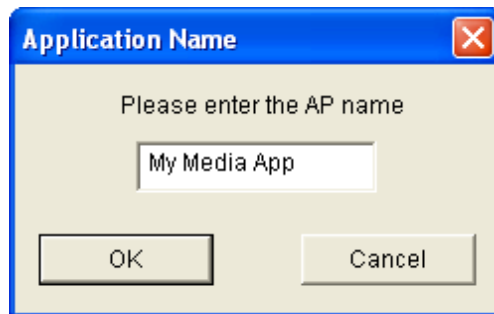 Application Name
Please enter the AP name
My Media App
OK Cancel